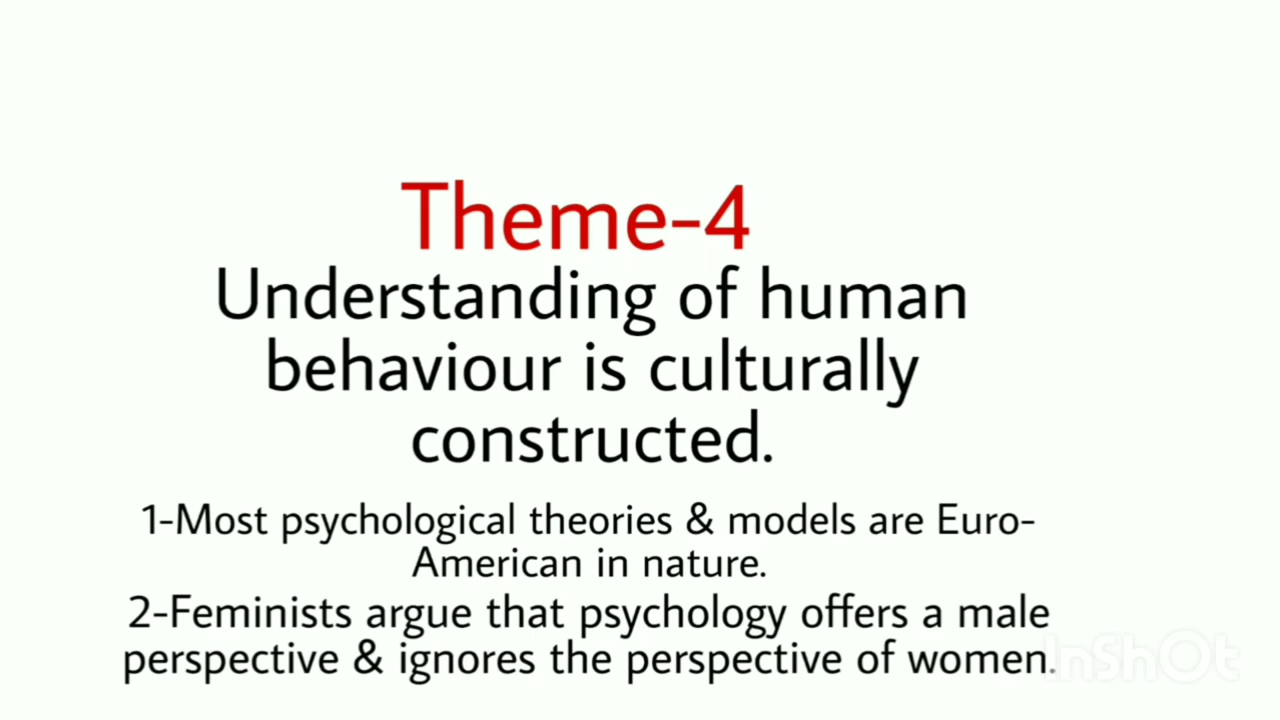 Theme-4
Understanding of human
behaviour is culturally
constructed.
1-Most psychological theories & models are Euro-
American in nature.
2-Feminists argue that psychology offers a male
perspective & ignores the perspective of women.
InShOt